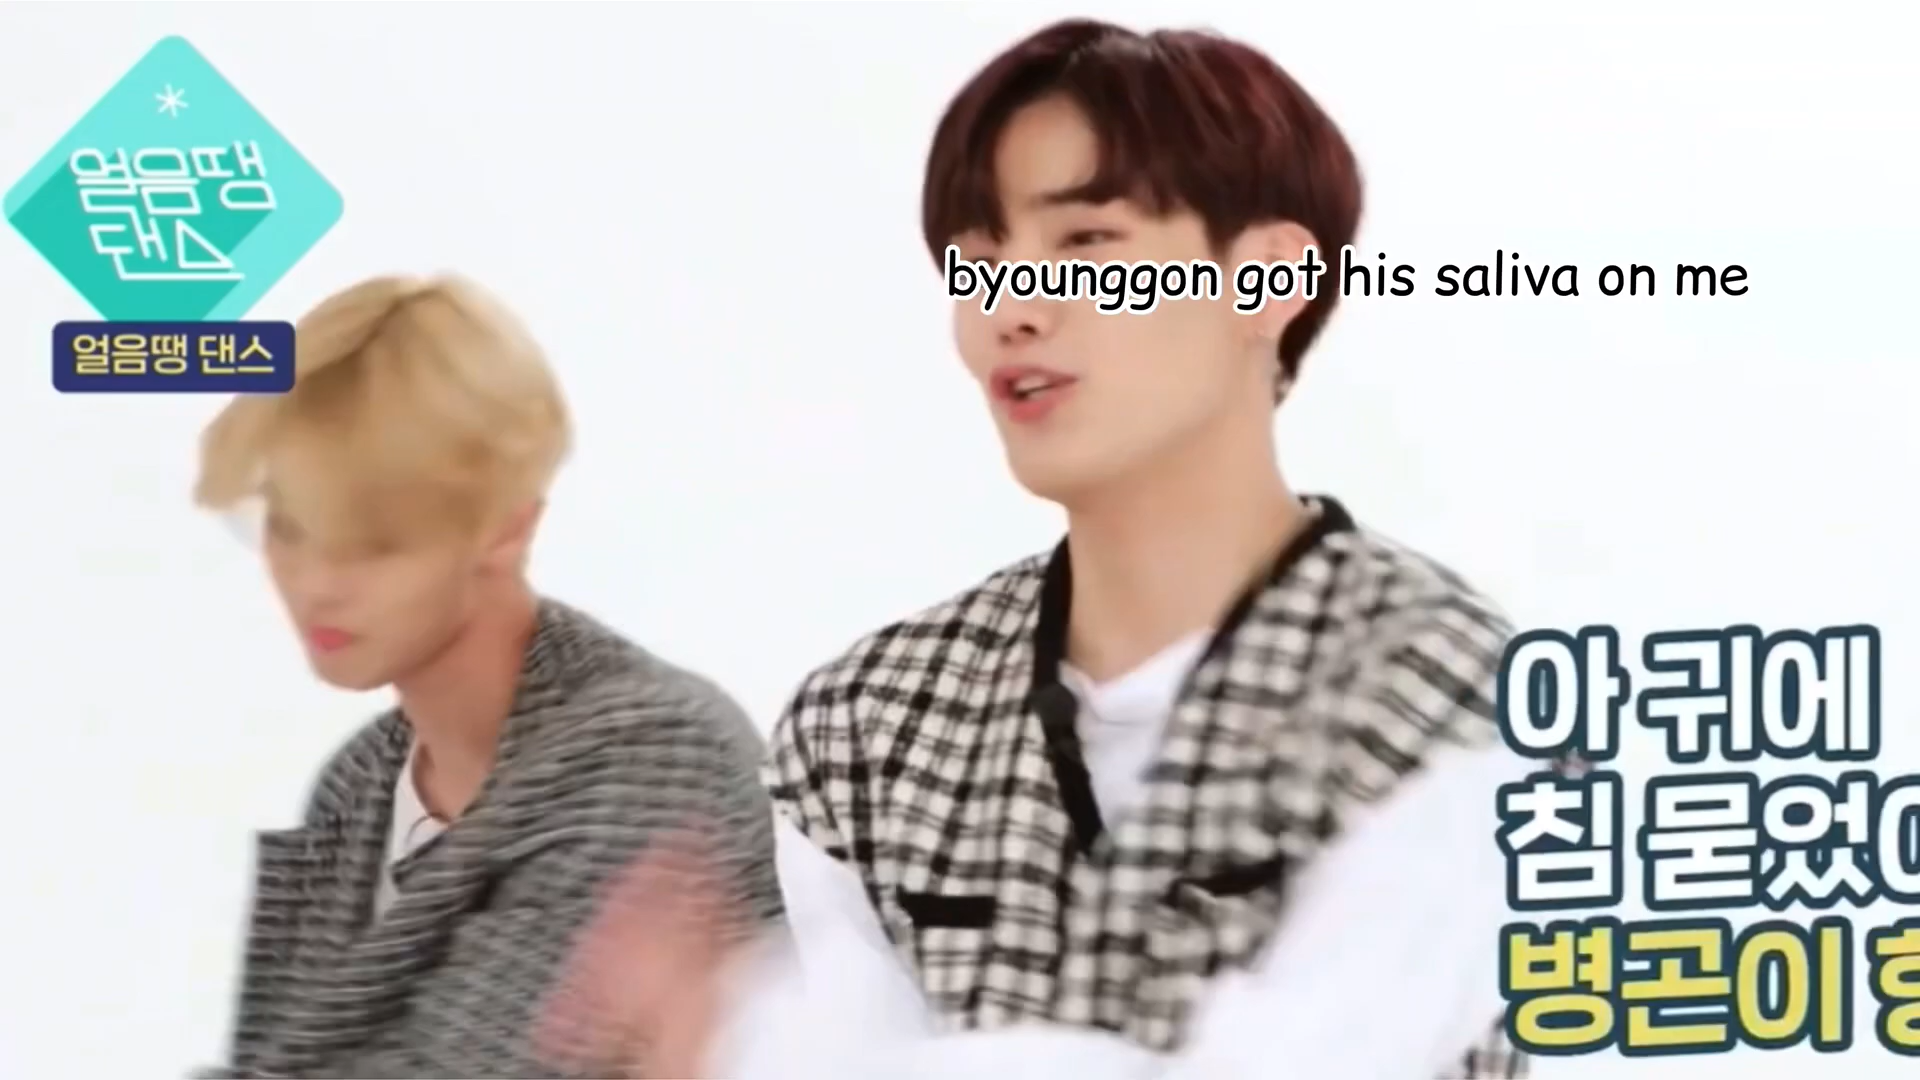 얼음땡
댄스
얼음땡 댄스
byounggon got his saliva on me
아 귀에
침 묻었
병곤이